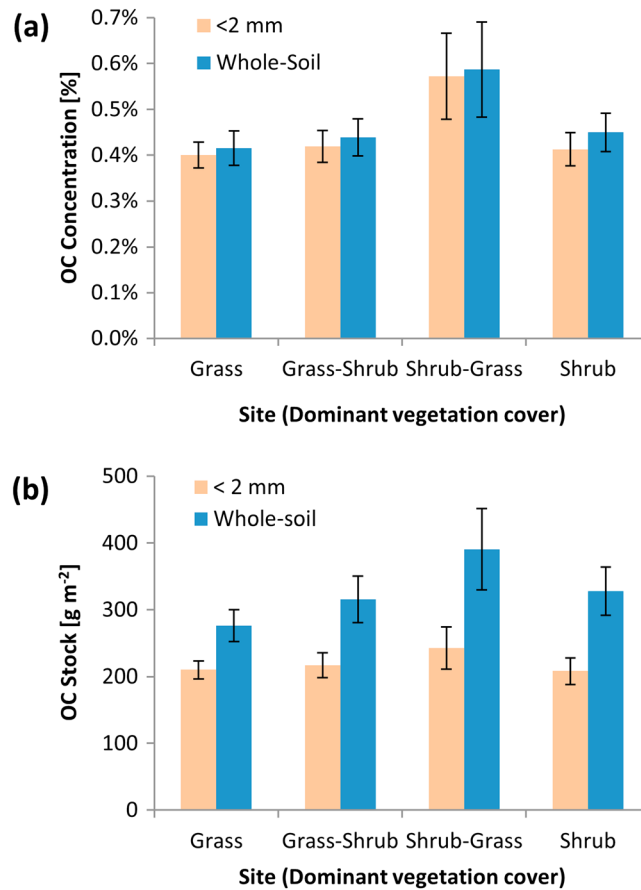 (a)
<2 mm
Whole-Soil
OC Concentration [%]
0.7%
0.6%
0.5%
0.4%
0.3%
0.2%
0.1%
0.0%
Grass Grass-Shrub Shrub-Grass Shrub
Site (Dominant vegetation cover)
(b)
< 2 mm
Whole-soil
OC Stock [g m⁻²]
500
400
300
200
100
0
Grass Grass-Shrub Shrub-Grass Shrub
Site (Dominant vegetation cover)